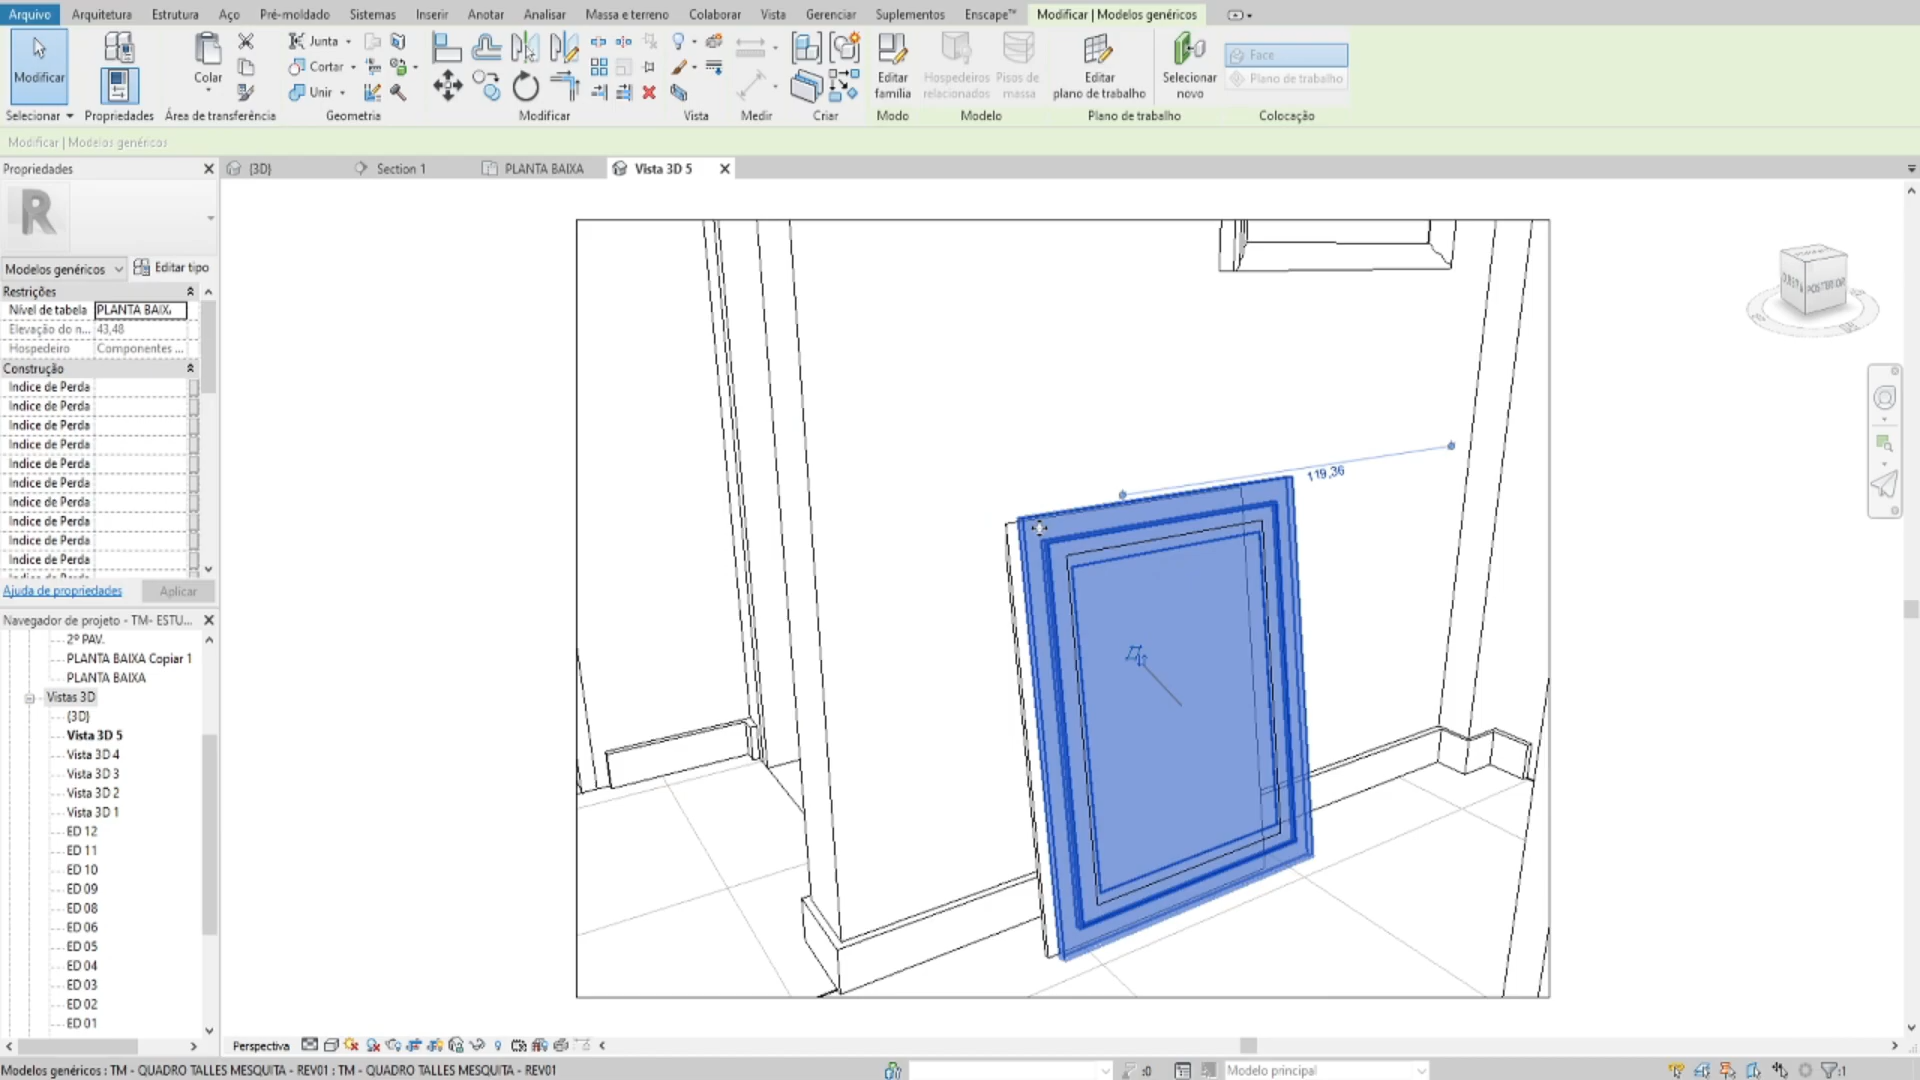 Arquivo Arquitetura Estrutura Aço Pré-moldado Sistemas Inserir Anotar Analisar Massa e terreno Colaborar Vista Gerenciar Suplementos Enscape™ Modificar | Modelos genéricos
Modificar
Colar
Junta
Cortar
Unir
Editar família
Hospedeiros relacionados
Pisos de massa
Editar plano de trabalho
Selecionar novo
Face
Plano de trabalho
Selecionar Propriedades Área de transferência Geometria Modificar Vista Medir Criar Modo Modelo Plano de trabalho Colocação
Modificar | Modelos genéricos
Propriedades
{3D} Section 1 PLANTA BAIXA Vista 3D 5
R
Modelos genéricos Editar tipo
Restrições
Nível de tabela PLANTA BAIX
Elevação do n... 43,48
Hospedeiro Componentes ...
Construção
Indice de Perda
Indice de Perda
Indice de Perda
Indice de Perda
Indice de Perda
Indice de Perda
Indice de Perda
Indice de Perda
Indice de Perda
Indice de Perda
Ajuda de propriedades Aplicar
Navegador de projeto - TM- ESTU...
2º PAV.
PLANTA BAIXA Copiar 1
PLANTA BAIXA
Vistas 3D
{3D}
Vista 3D 5
Vista 3D 4
Vista 3D 3
Vista 3D 2
Vista 3D 1
ED 12
ED 11
ED 10
ED 09
ED 08
ED 06
ED 05
ED 04
ED 03
ED 02
ED 01
119,36
POSTERIOR
Perspectiva
Modelos genéricos : TM - QUADRO TALLES MESQUITA - REV01 : TM - QUADRO TALLES MESQUITA - REV01
:0
Modelo principal
:1